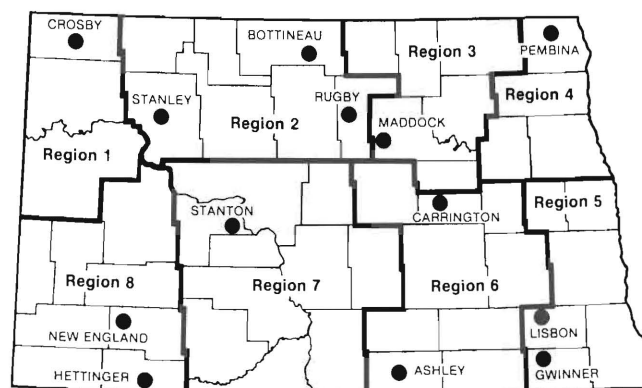 CROSBY
BOTTINEAU
Region 3
PEMBINA
STANLEY
RUGBY
Region 4
Region 2
MADDOCK
Region 1
STANTON
CARRINGTON
Region 5
Region 8
Region 7
Region 6
NEW ENGLAND
LISBON
HETTINGER
ASHLEY
GWINNER